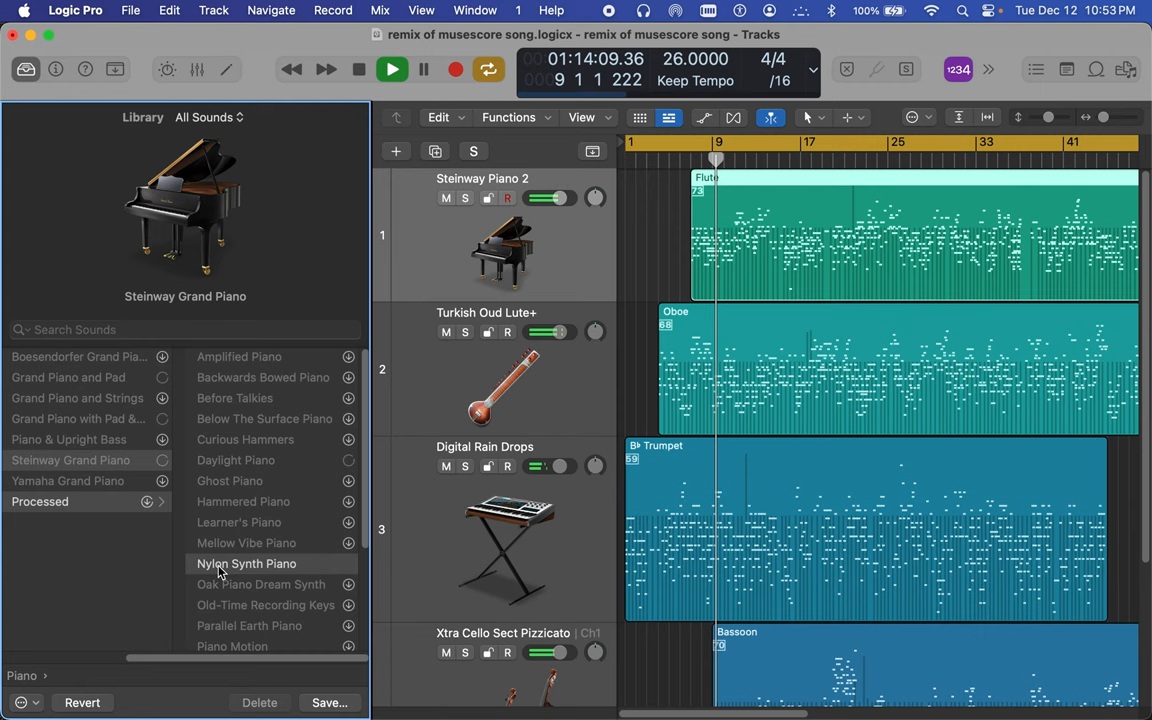 Logic Pro File Edit Track Navigate Record Mix View Window 1 Help 100% Tue Dec 12 10:53 PM
remix of musescore song.logicx - remix of musescore song - Tracks
00:01:14:09.36 26.0000 4/4
0009 1 1 222 Keep Tempo /16
1234
Library All Sounds
Steinway Grand Piano
Search Sounds
Boesendorfer Grand Pia...
Grand Piano and Pad
Grand Piano and Strings
Grand Piano with Pad &...
Piano & Upright Bass
Steinway Grand Piano
Yamaha Grand Piano
Processed
Amplified Piano
Backwards Bowed Piano
Before Talkies
Below The Surface Piano
Curious Hammers
Daylight Piano
Ghost Piano
Hammered Piano
Learner's Piano
Mellow Vibe Piano
Nylon Synth Piano
Oak Piano Dream Synth
Old-Time Recording Keys
Parallel Earth Piano
Piano Motion
Piano
Revert Delete Save...
Edit Functions View
S
1 9 17 25 33 41
1
Steinway Piano 2
M S R
2
Turkish Oud Lute+
M S R
3
Digital Rain Drops
M S R
Xtra Cello Sect Pizzicato | Ch1
M S R
Flute
73
Oboe
68
B♭ Trumpet
59
Bassoon
70